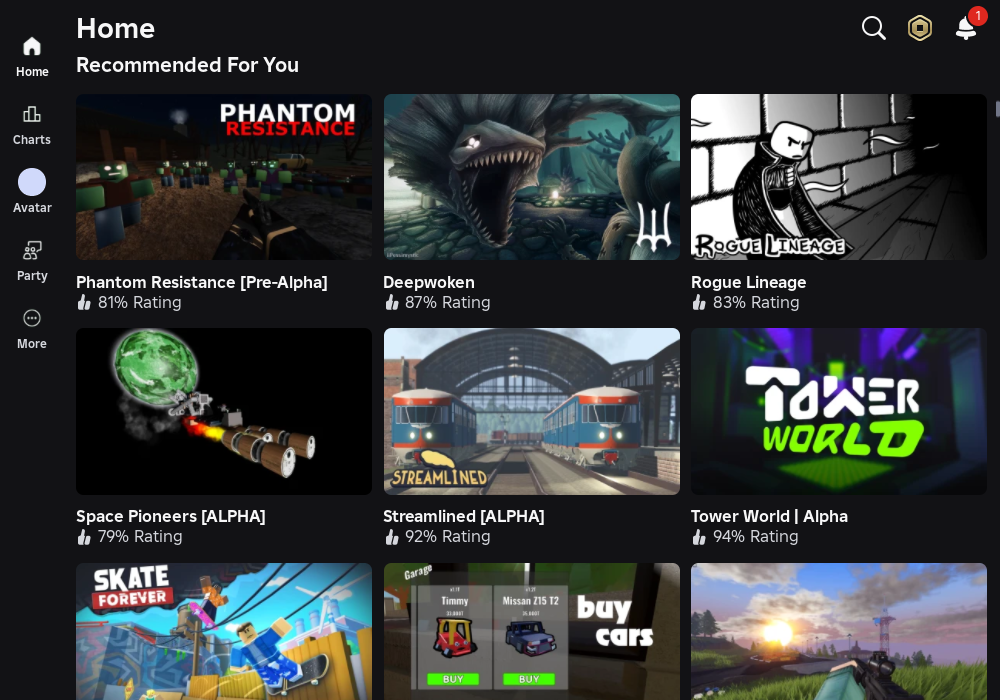 Home
1
Recommended For You
Home
Charts
Avatar
Party
More
PHANTOM
RESISTANCE
ROGUE LINEAGE
Phantom Resistance [Pre-Alpha]
81% Rating
Deepwoken
87% Rating
Rogue Lineage
83% Rating
STREAMLINED
TOWER
WORLD
Space Pioneers [ALPHA]
79% Rating
Streamlined [ALPHA]
92% Rating
Tower World | Alpha
94% Rating
SKATE
FOREVER
Garage
Timmy
Missan Z15 T2
BUY
BUY
buy
cars